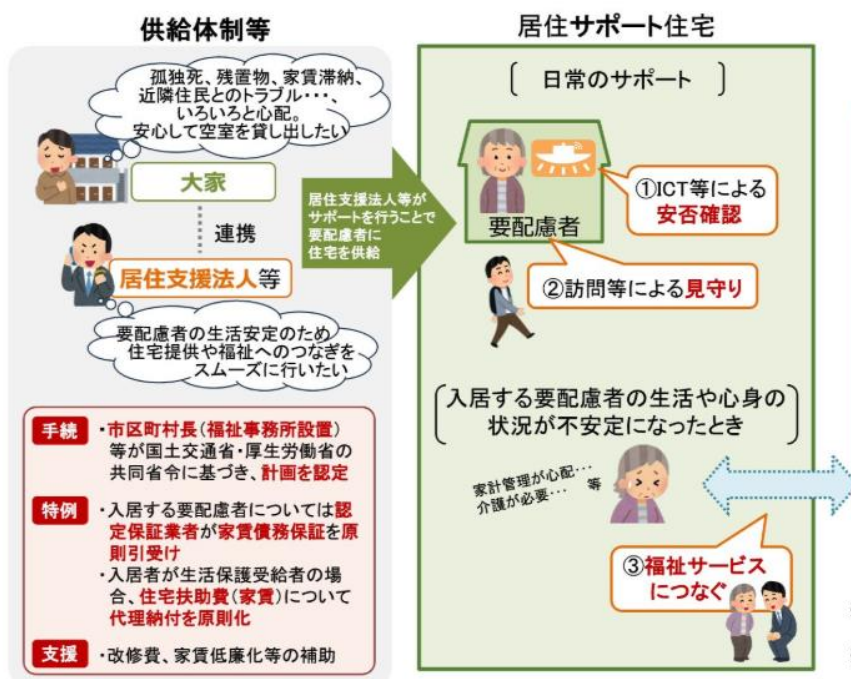 供給体制等
孤独死、残置物、家賃滞納、
近隣住民とのトラブル・・・、
いろいろと心配。
安心して空室を貸し出したい
大家
連携
居住支援法人等
要配慮者の生活安定のため
住宅提供や福祉へのつなぎを
スムーズに行いたい
手続
・市区町村長（福祉事務所設置）
等が国土交通省・厚生労働省の
共同省令に基づき、計画を認定
特例
・入居する要配慮者については認
定保証業者が家賃債務保証を原
則引受け
・入居者が生活保護受給者の場
合、住宅扶助費（家賃）について
代理納付を原則化
支援
・改修費、家賃低廉化等の補助
居住支援法人等が
サポートを行うことで
要配慮者に
住宅を供給
居住サポート住宅
日常のサポート
要配慮者
①ICT等による
安否確認
②訪問等による見守り
入居する要配慮者の生活や心身の
状況が不安定になったとき
家計管理が心配･･･
介護が必要･･･ 等
③福祉サービス
につなぐ